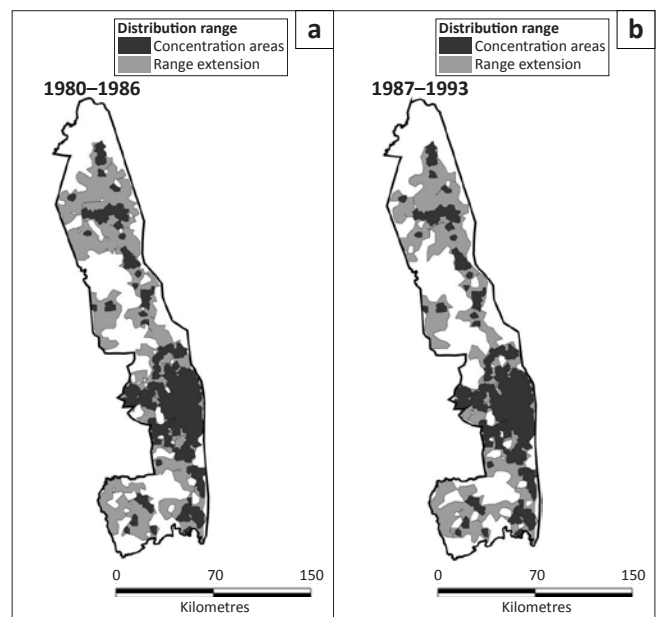 Distribution range
Concentration areas
Range extension
a
1980–1986
0 70 150
Kilometres
Distribution range
Concentration areas
Range extension
b
1987–1993
0 70 150
Kilometres